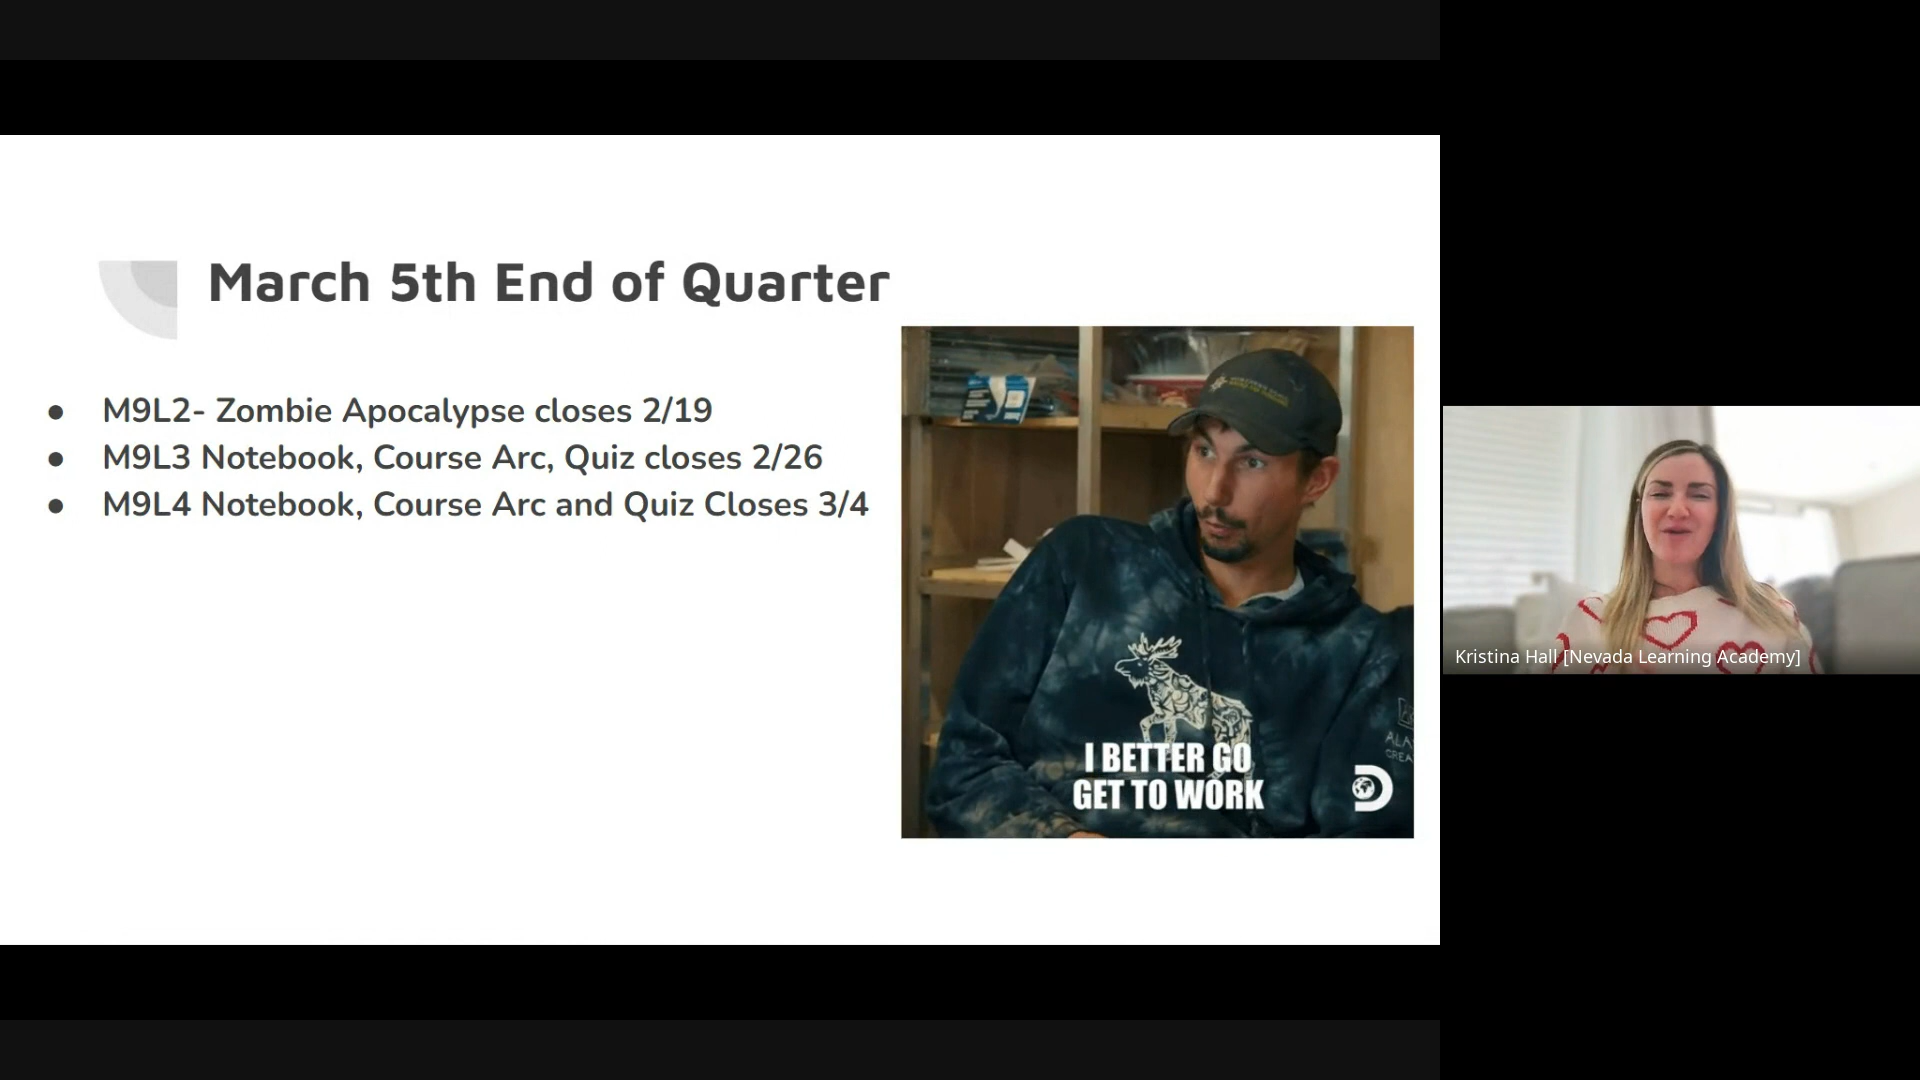 March 5th End of Quarter
● M9L2- Zombie Apocalypse closes 2/19
● M9L3 Notebook, Course Arc, Quiz closes 2/26
● M9L4 Notebook, Course Arc and Quiz Closes 3/4
I BETTER GO
GET TO WORK
Kristina Hall [Nevada Learning Academy]